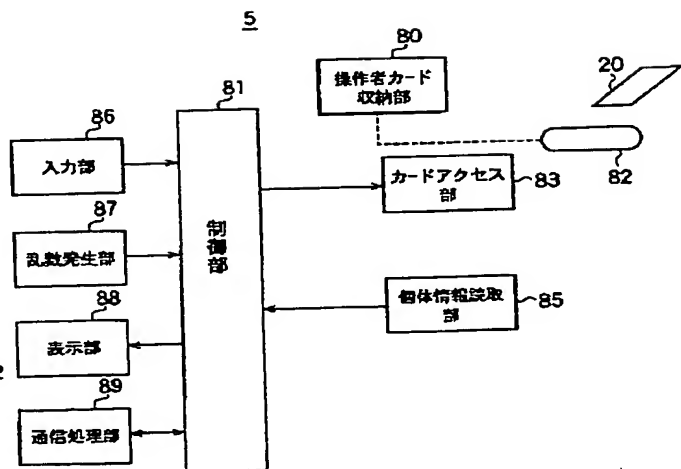 5
80
操作者カード
収納部
20
82
81
制御部
86
入力部
87
乱数発生部
88
表示部
89
通信処理部
カードアクセス
部
83
個体情報読取
部
85
2